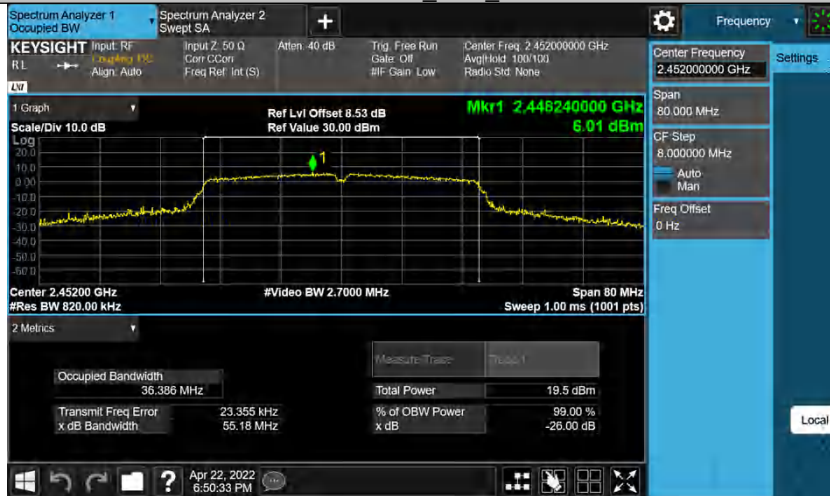 Spectrum Analyzer 1
Occupied BW
Spectrum Analyzer 2
Swept SA
Frequency
KEYSIGHT
RL
LXI
Input: RF
Coupling: DC
Align: Auto
Input Z: 50 Ω
Corr CCorr
Freq Ref: Int (S)
Atten: 40 dB
Trig: Free Run
Gate: Off
#IF Gain: Low
Center Freq: 2.452000000 GHz
Avg|Hold: 100/100
Radio Std: None
Center Frequency
2.452000000 GHz
Settings
Span
80.000 MHz
CF Step
8.000000 MHz
Auto
Man
Freq Offset
0 Hz
Local
1 Graph
Scale/Div 10.0 dB
Ref Lvl Offset 8.53 dB
Ref Value 30.00 dBm
Mkr1 2.448240000 GHz
6.01 dBm
Log
20.0
10.0
0.00
-10.0
-20.0
-30.0
-40.0
-50.0
-60.0
1
Center 2.45200 GHz
#Res BW 820.00 kHz
#Video BW 2.7000 MHz
Span 80 MHz
Sweep 1.00 ms (1001 pts)
2 Metrics
Measure Trace
Trace 1
Occupied Bandwidth
36.386 MHz
Total Power
19.5 dBm
Transmit Freq Error
23.355 kHz
% of OBW Power
99.00 %
x dB Bandwidth
55.18 MHz
x dB
-26.00 dB
?
Apr 22, 2022
6:50:33 PM